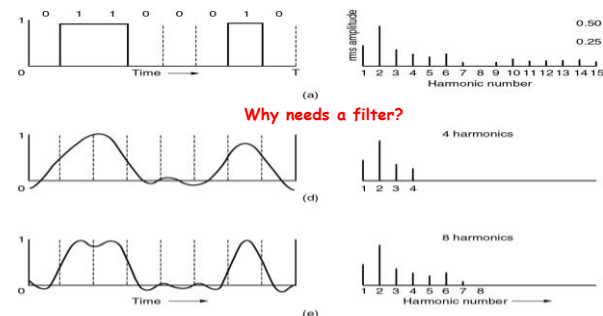 0 1 1 0 0 0 1 0
1
0
Time
T
(a)
rms amplitude
0.50
0.25
1 2 3 4 5 6 7 8 9 10 11 12 13 14 15
Harmonic number
Why needs a filter?
1
0
(d)
4 harmonics
1 2 3 4
1
0
Time
(e)
8 harmonics
1 2 3 4 5 6 7 8
Harmonic number